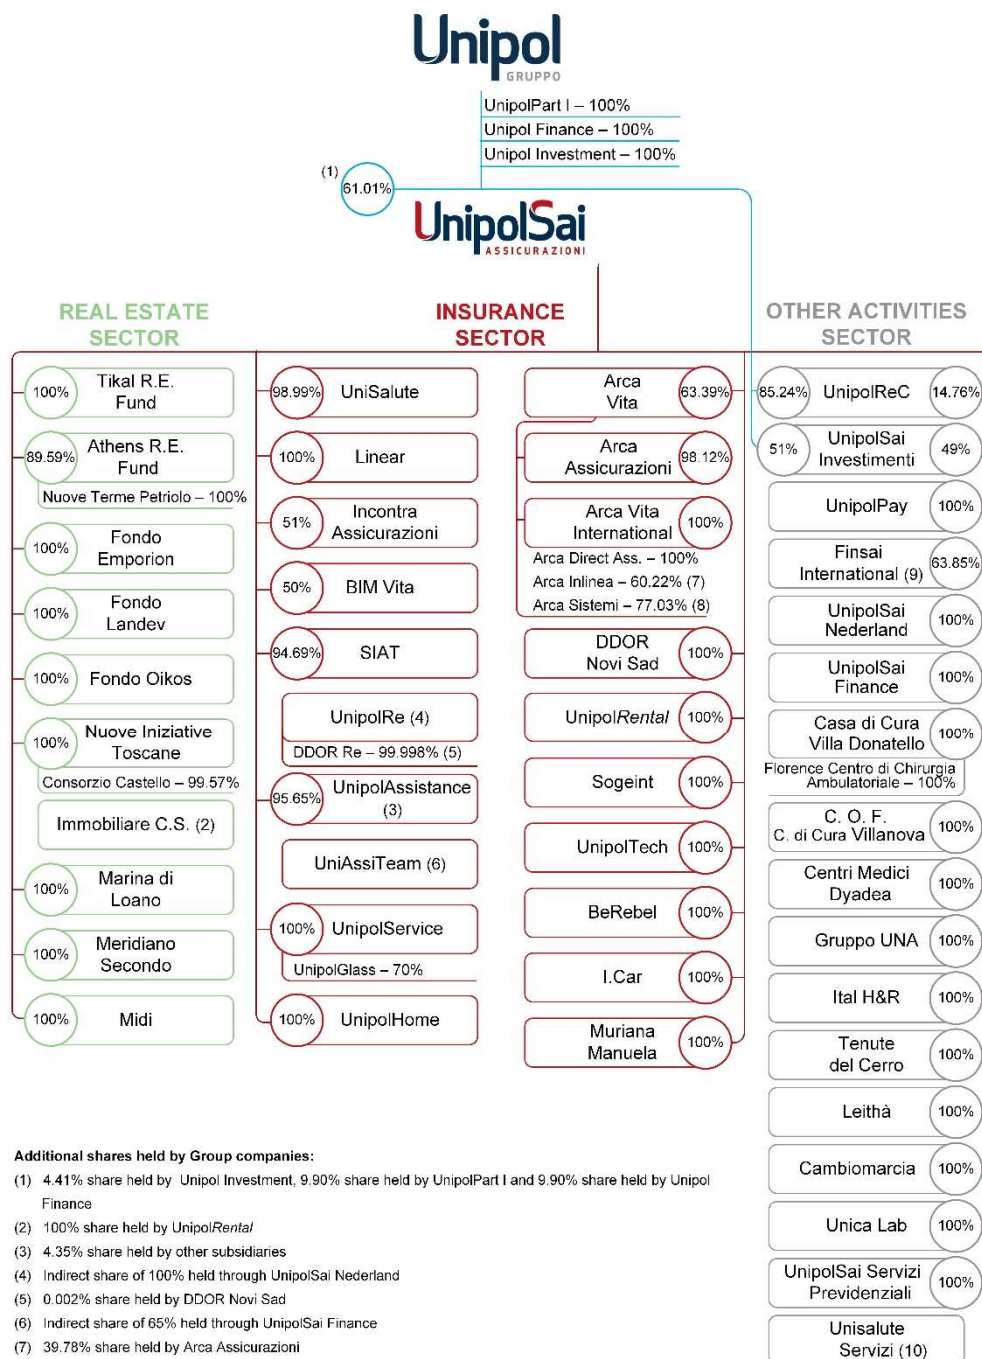 Unipol
GRUPPO
UnipolPart I – 100%
Unipol Finance – 100%
Unipol Investment – 100%
(1)
61.01%
UnipolSai
ASSICURAZIONI
REAL ESTATE
SECTOR
100%
Tikal R.E.
Fund
89.59%
Athens R.E.
Fund
Nuove Terme Petriolo – 100%
100%
Fondo
Emporion
100%
Fondo
Landev
100%
Fondo Oikos
100%
Nuove Iniziative
Toscane
Consorzio Castello – 99.57%
Immobiliare C.S. (2)
100%
Marina di
Loano
100%
Meridiano
Secondo
100%
Midi
INSURANCE
SECTOR
98.99%
UniSalute
100%
Linear
51%
Incontra
Assicurazioni
50%
BIM Vita
94.69%
SIAT
UnipolRe (4)
DDOR Re – 99.998% (5)
95.65%
UnipolAssistance
(3)
UniAssiTeam (6)
100%
UnipolService
UnipolGlass – 70%
100%
UnipolHome
Arca
Vita
63.39%
Arca
Assicurazioni
98.12%
Arca Vita
International
100%
Arca Direct Ass. – 100%
Arca Inlinea – 60.22% (7)
Arca Sistemi – 77.03% (8)
DDOR
Novi Sad
100%
UnipolRental
100%
Sogeint
100%
UnipolTech
100%
BeRebel
100%
I.Car
100%
Muriana
Manuela
100%
OTHER ACTIVITIES
SECTOR
85.24%
UnipolReC
14.76%
51%
UnipolSai
Investimenti
49%
UnipolPay
100%
Finsai
International (9)
63.85%
UnipolSai
Nederland
100%
UnipolSai
Finance
100%
Casa di Cura
Villa Donatello
100%
Florence Centro di Chirurgia
Ambulatoriale – 100%
C. O. F.
C. di Cura Villanova
100%
Centri Medici
Dyadea
100%
Gruppo UNA
100%
Ital H&R
100%
Tenute
del Cerro
100%
Leithà
100%
Cambiomarcia
100%
Unica Lab
100%
UnipolSai Servizi
Previdenziali
100%
Unisalute
Servizi (10)
Additional shares held by Group companies:
(1) 4.41% share held by Unipol Investment, 9.90% share held by UnipolPart I and 9.90% share held by Unipol
Finance
(2) 100% share held by UnipolRental
(3) 4.35% share held by other subsidiaries
(4) Indirect share of 100% held through UnipolSai Nederland
(5) 0.002% share held by DDOR Novi Sad
(6) Indirect share of 65% held through UnipolSai Finance
(7) 39.78% share held by Arca Assicurazioni